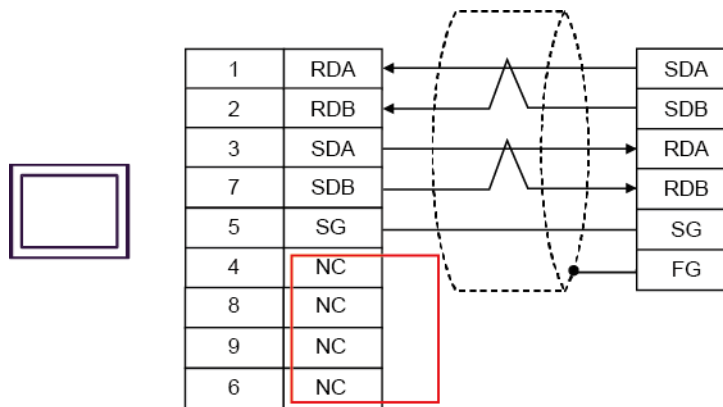 1 RDA SDA
2 RDB SDB
3 SDA RDA
7 SDB RDB
5 SG SG
4 NC FG
8 NC
9 NC
6 NC